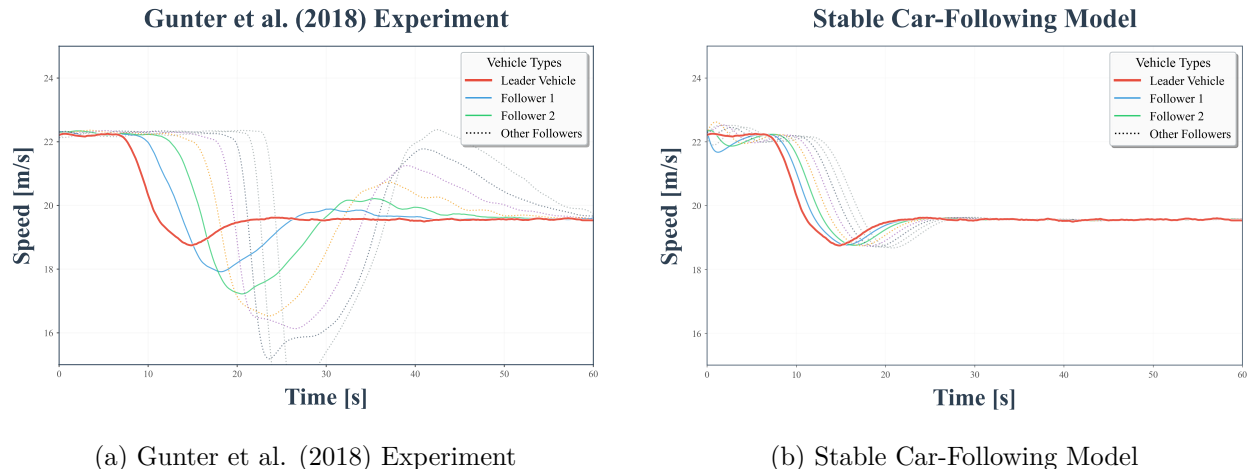 Gunter et al. (2018) Experiment
Speed [m/s]
24
22
20
18
16
0
10
20
30
40
50
60
Time [s]
Vehicle Types
Leader Vehicle
Follower 1
Follower 2
Other Followers
(a) Gunter et al. (2018) Experiment
Stable Car-Following Model
Speed [m/s]
24
22
20
18
16
0
10
20
30
40
50
60
Time [s]
Vehicle Types
Leader Vehicle
Follower 1
Follower 2
Other Followers
(b) Stable Car-Following Model